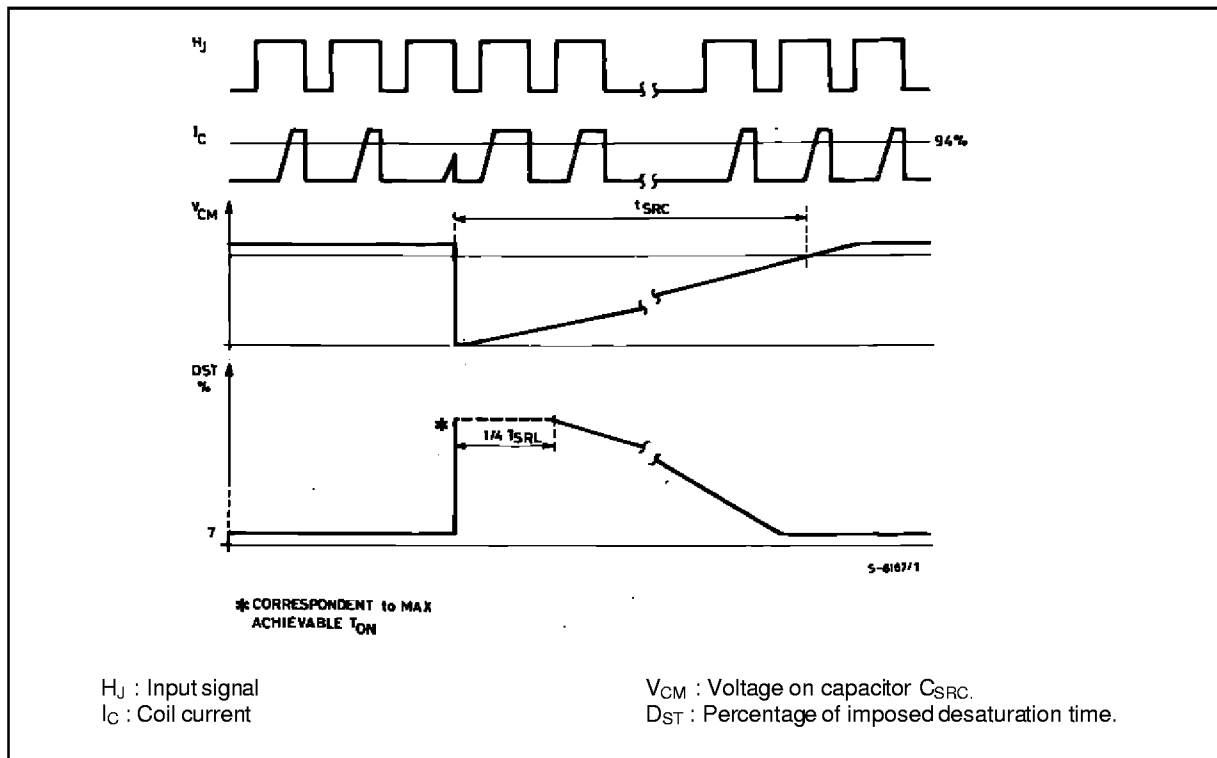 HJ
IC
94%
VCM
tSRC
DST
%
*
1/4 TSRL
7
S-6167/1
* CORRESPONDENT to MAX
ACHIEVABLE TON
HJ : Input signal
IC : Coil current
VCM : Voltage on capacitor CSRC.
DST : Percentage of imposed desaturation time.